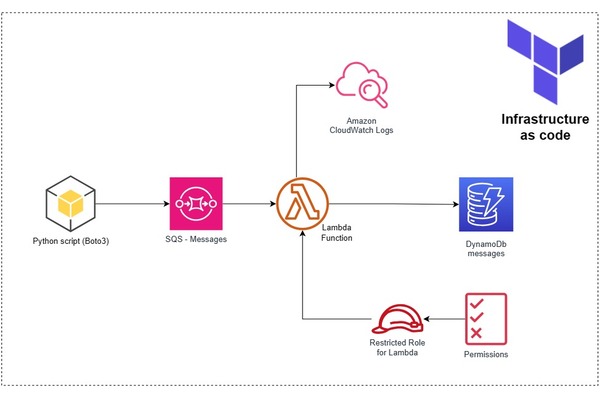 Infrastructure
as code
Amazon
CloudWatch Logs
Python script (Boto3)
SQS - Messages
Lambda
Function
DynamoDb
messages
Restricted Role
for Lambda
Permissions